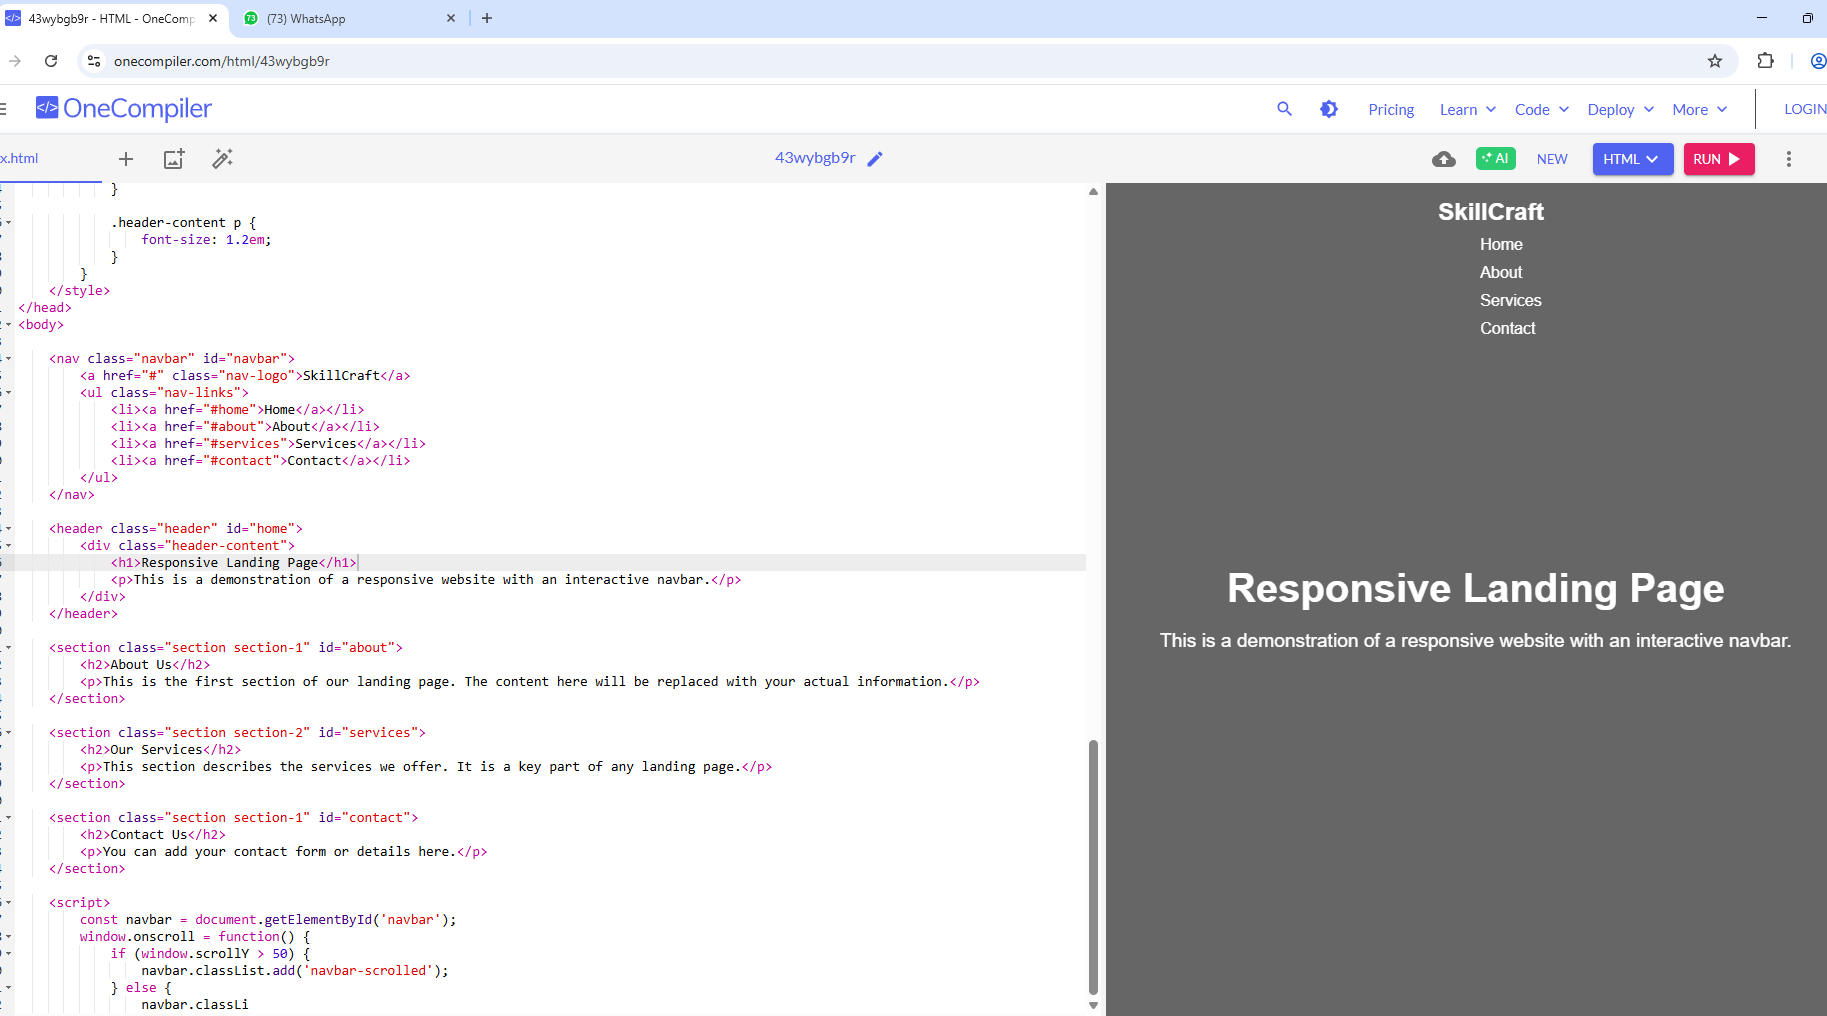 43wybgb9r - HTML - OneComp
(73) WhatsApp
onecompiler.com/html/43wybgb9r
OneCompiler
Pricing
Learn
Code
Deploy
More
LOGIN
x.html
43wybgb9r
AI
NEW
HTML
RUN
}
.header-content p {
font-size: 1.2em;
}
}
</style>
</head>
<body>
<nav class="navbar" id="navbar">
<a href="#" class="nav-logo">SkillCraft</a>
<ul class="nav-links">
<li><a href="#home">Home</a></li>
<li><a href="#about">About</a></li>
<li><a href="#services">Services</a></li>
<li><a href="#contact">Contact</a></li>
</ul>
</nav>
<header class="header" id="home">
<div class="header-content">
<h1>Responsive Landing Page</h1>
<p>This is a demonstration of a responsive website with an interactive navbar.</p>
</div>
</header>
<section class="section section-1" id="about">
<h2>About Us</h2>
<p>This is the first section of our landing page. The content here will be replaced with your actual information.</p>
</section>
<section class="section section-2" id="services">
<h2>Our Services</h2>
<p>This section describes the services we offer. It is a key part of any landing page.</p>
</section>
<section class="section section-1" id="contact">
<h2>Contact Us</h2>
<p>You can add your contact form or details here.</p>
</section>
<script>
const navbar = document.getElementById('navbar');
window.onscroll = function() {
if (window.scrollY > 50) {
navbar.classList.add('navbar-scrolled');
} else {
navbar.classLi
SkillCraft
Home
About
Services
Contact
Responsive Landing Page
This is a demonstration of a responsive website with an interactive navbar.